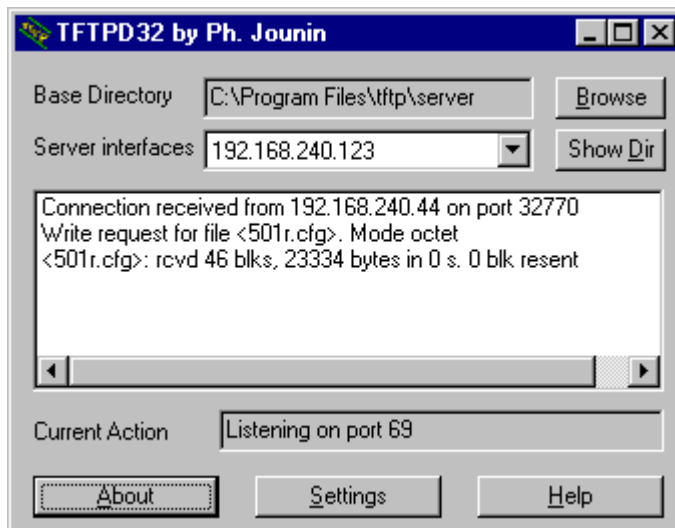 TFTPD32 by Ph. Jounin
Base Directory C:\Program Files\tftp\server Browse
Server interfaces 192.168.240.123 Show Dir
Connection received from 192.168.240.44 on port 32770
Write request for file <501r.cfg>. Mode octet
<501r.cfg>: rcvd 46 blks, 23334 bytes in 0 s. 0 blk resent
Current Action Listening on port 69
About Settings Help